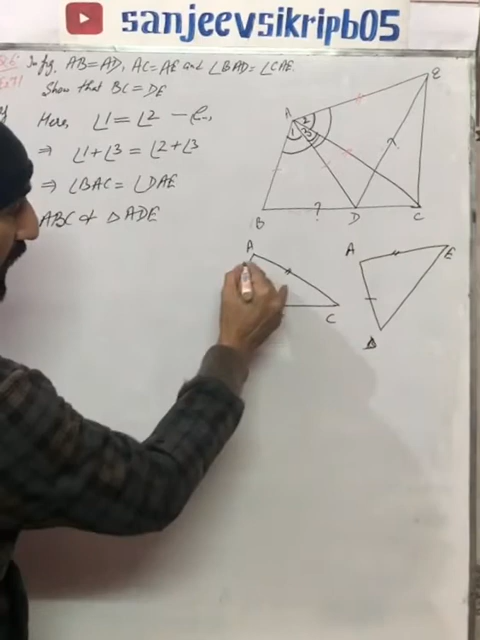 sanjeevsikripb05
In fig. AB=AD, AC=AE and ∠BAD=∠CAE.
Show that BC=DE
Here, ∠1=∠2
⇒ ∠1+∠3=∠2+∠3
⇒ ∠BAC=∠DAE
ABC & △ADE
E
A
1 2 3
B ? D C
A A E
C D